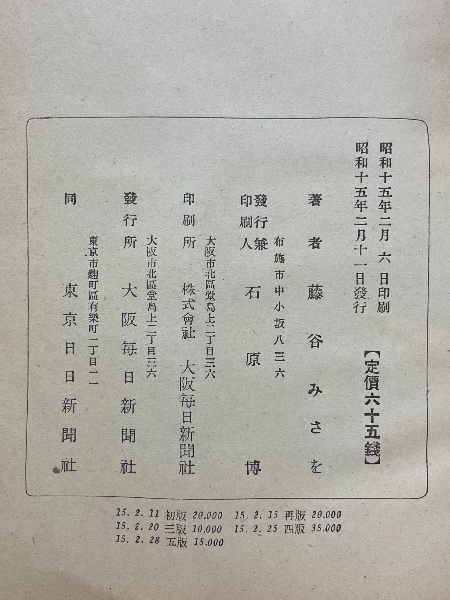 昭和十五年二月 六 日印刷
昭和十五年二月十一日發行
【定價六十五錢】
著者 藤谷みさを
布施市中小坂八三六
發行兼印刷人 石原博
大阪市北區堂島上二丁目三六
印刷所 株式會社 大阪每日新聞社
大阪市北區堂島上二丁目三六
發行所 大阪每日新聞社
東京市麴町區有樂町一丁目一一
同 東京日日新聞社
15. 2. 11 初版 20.000 15. 2. 15 再版 20.000
15. 2. 20 三版 10.000 15. 2. 25 四版 35.000
15. 2. 28 五版 15.000